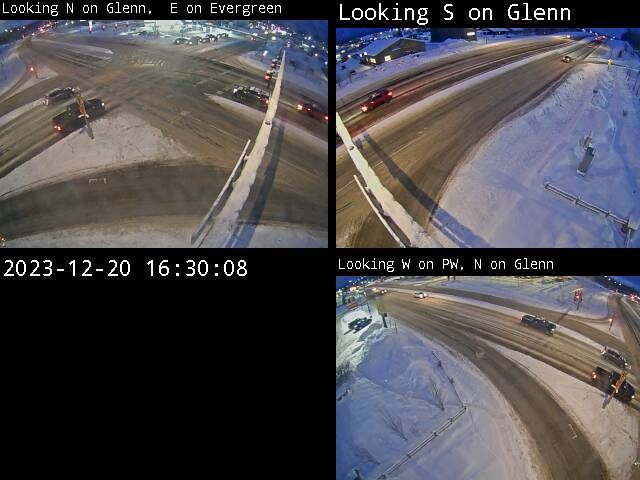 Looking N on Glenn,  E on Evergreen
Looking S on Glenn
2023-12-20 16:30:08
Looking W on PW, N on Glenn